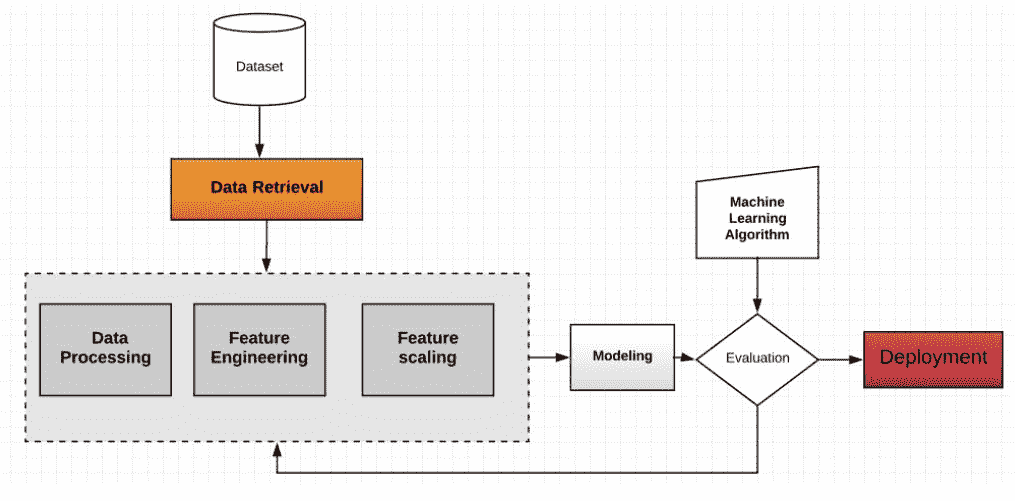 Dataset
Data Retrieval
Machine
Learning
Algorithm
Data
Processing
Feature
Engineering
Feature
scaling
Modeling
Evaluation
Deployment